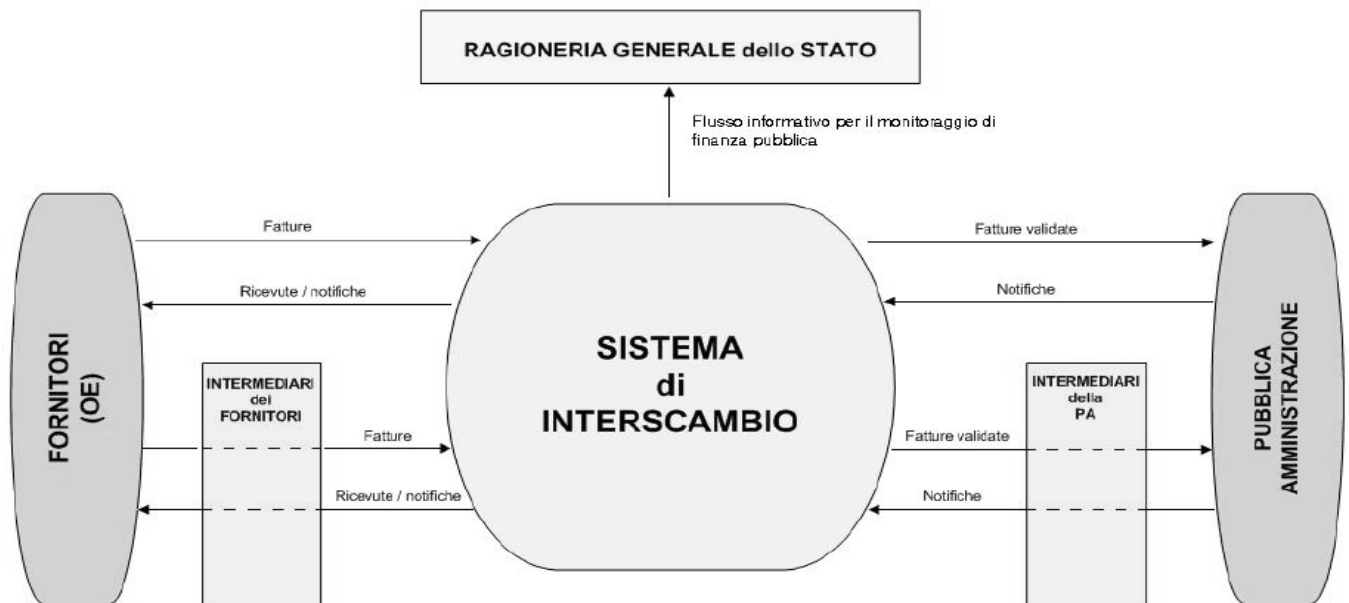 RAGIONERIA GENERALE dello STATO
Flusso informativo per il monitoraggio di
finanza pubblica
Fatture
Fatture validate
Ricevute / notifiche
Notifiche
FORNITORI
(OE)
SISTEMA
di
INTERSCAMBIO
PUBBLICA
AMMINISTRAZIONE
INTERMEDIARI
dei
FORNITORI
INTERMEDIARI
della
PA
Fatture
Fatture validate
Ricevute / notifiche
Notifiche